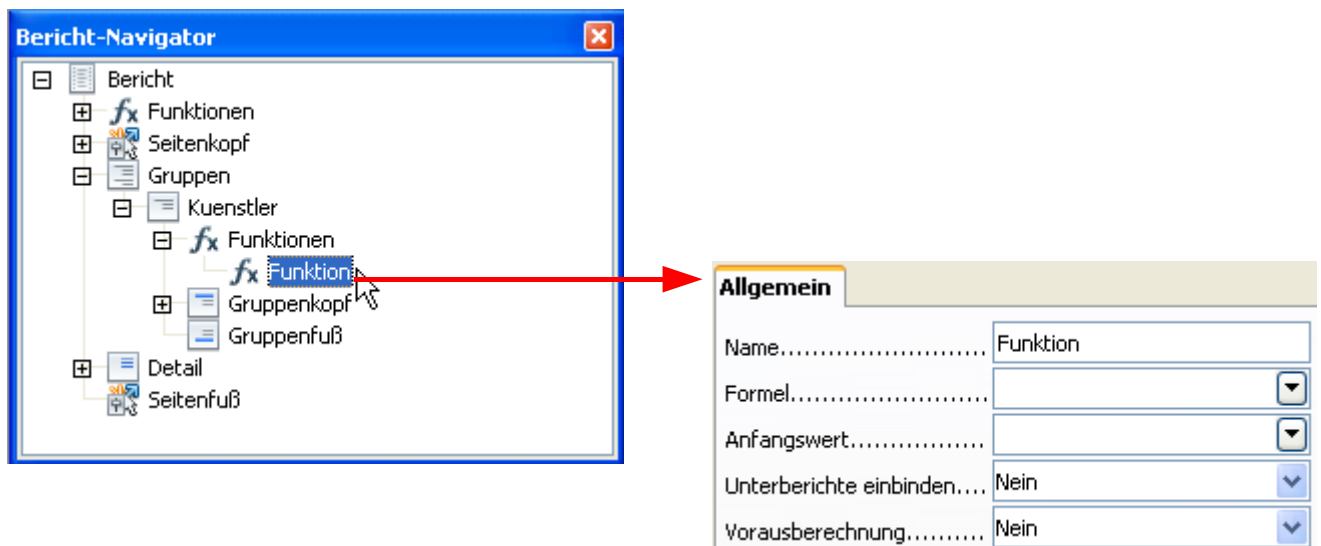 Bericht-Navigator
Bericht
Funktionen
Seitenkopf
Gruppen
Kuenstler
Funktionen
Funktion
Gruppenkopf
Gruppenfuß
Detail
Seitenfuß
Allgemein
Name.......................... Funktion
Formel.........................
Anfangswert.................
Unterberichte einbinden.... Nein
Vorausberechnung.......... Nein